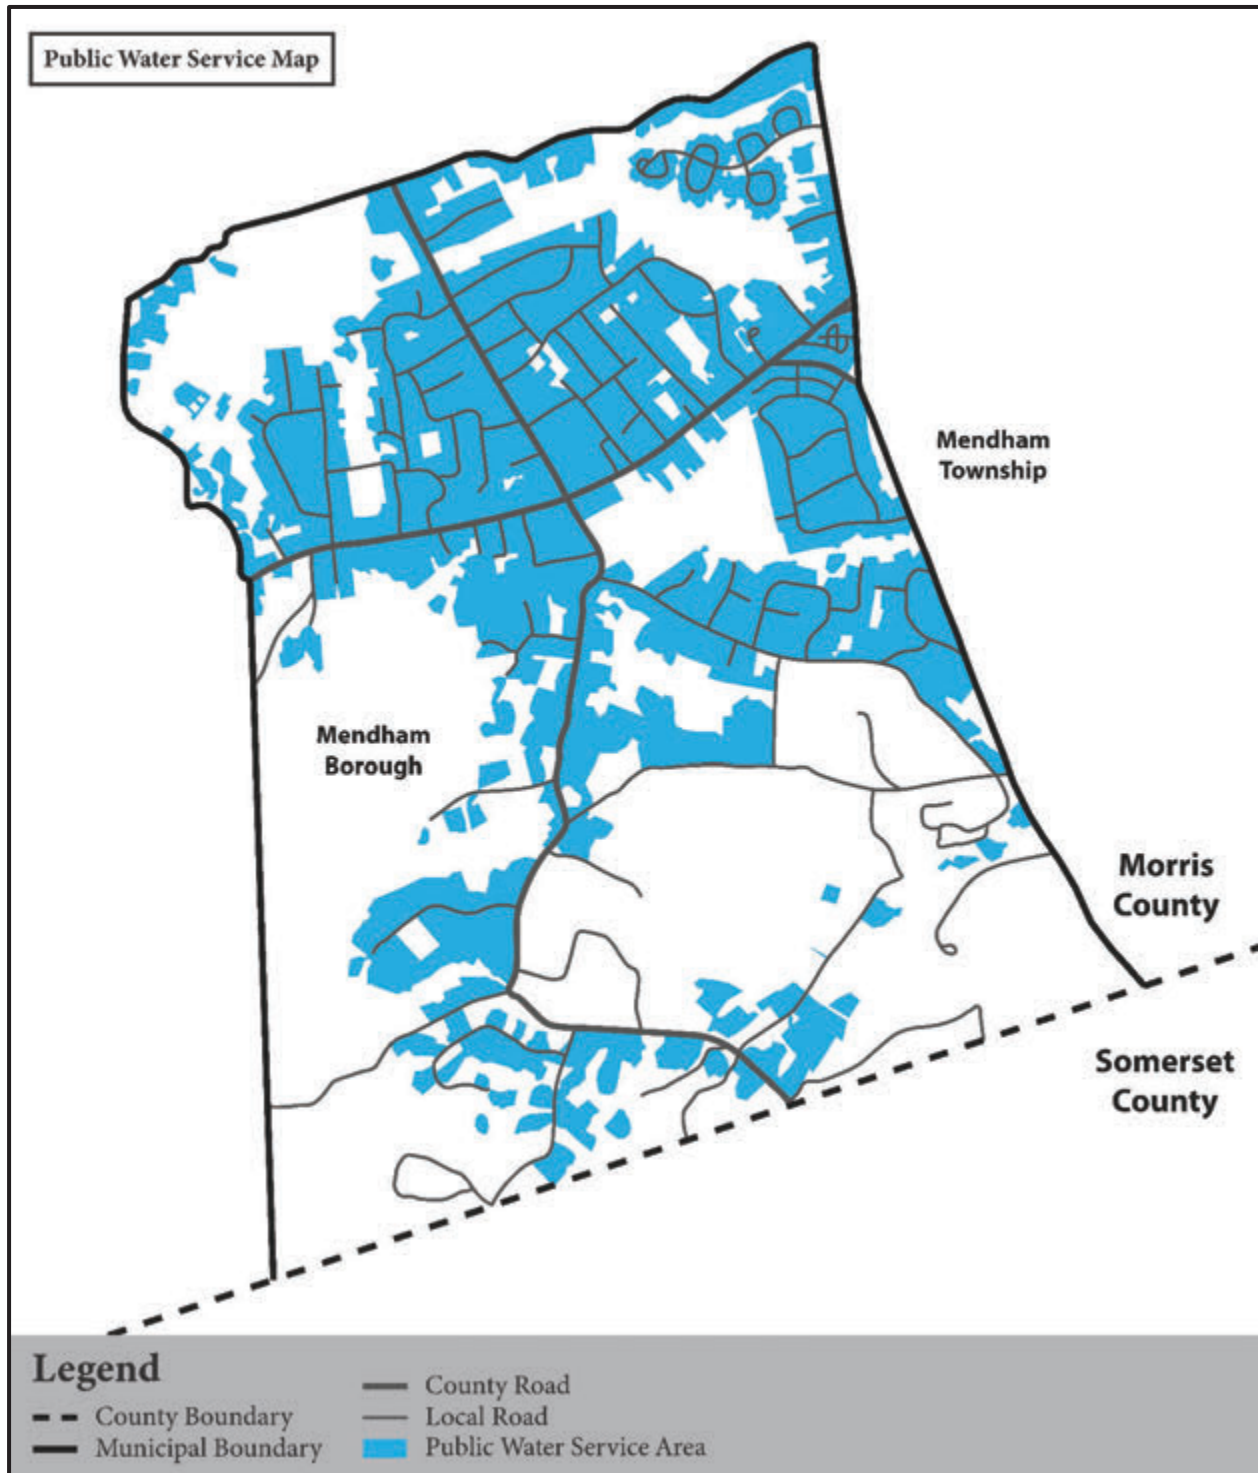 Public Water Service Map
Mendham
Township
Mendham
Borough
Morris
County
Somerset
County
Legend
County Boundary
Municipal Boundary
County Road
Local Road
Public Water Service Area